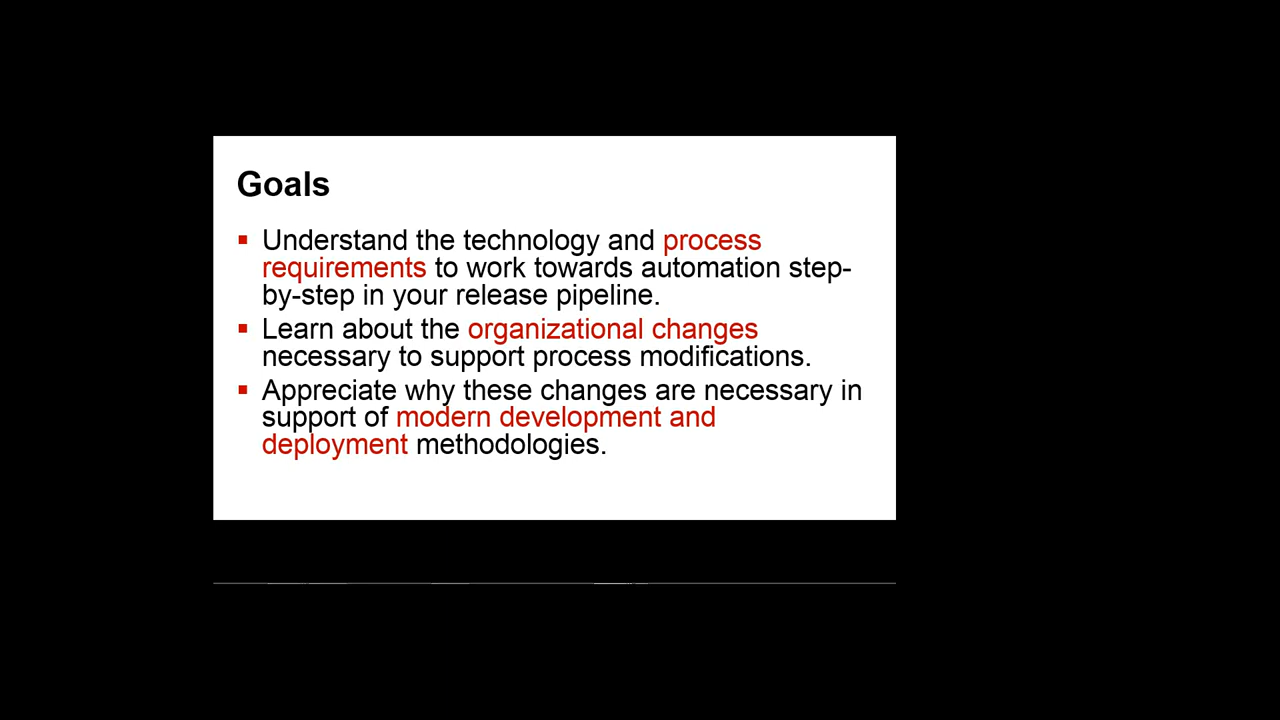 Goals
Understand the technology and process
requirements to work towards automation step-
by-step in your release pipeline.
Learn about the organizational changes
necessary to support process modifications.
Appreciate why these changes are necessary in
support of modern development and
deployment methodologies.